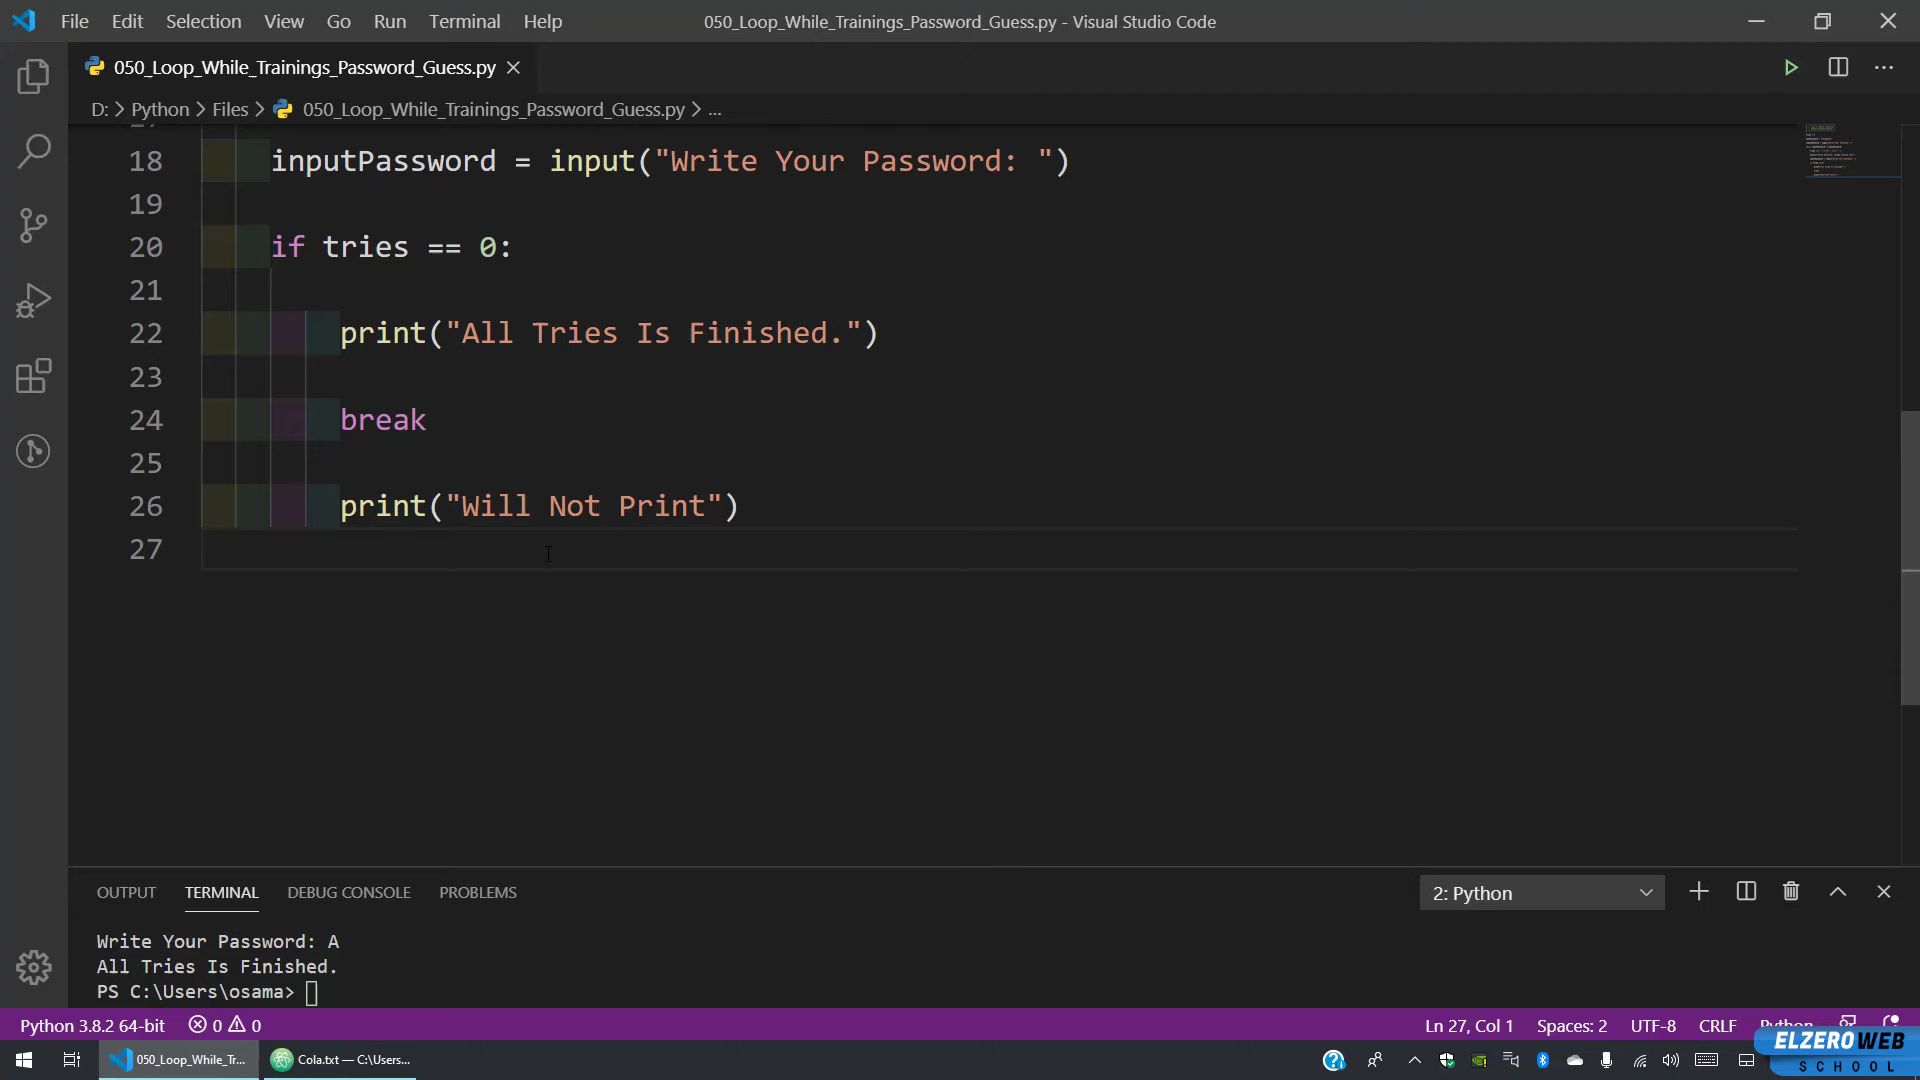 File Edit Selection View Go Run Terminal Help 050_Loop_While_Trainings_Password_Guess.py - Visual Studio Code
050_Loop_While_Trainings_Password_Guess.py
D: > Python > Files > 050_Loop_While_Trainings_Password_Guess.py > ...
18 inputPassword = input("Write Your Password: ")
19
20 if tries == 0:
21
22 print("All Tries Is Finished.")
23
24 break
25
26 print("Will Not Print")
27
OUTPUT TERMINAL DEBUG CONSOLE PROBLEMS 2: Python
Write Your Password: A
All Tries Is Finished.
PS C:\Users\osama>
Python 3.8.2 64-bit 0 0 Ln 27, Col 1 Spaces: 2 UTF-8 CRLF Python
050_Loop_While_Tr... Cola.txt — C:\Users...
ELZEROWEB
SCHOOL